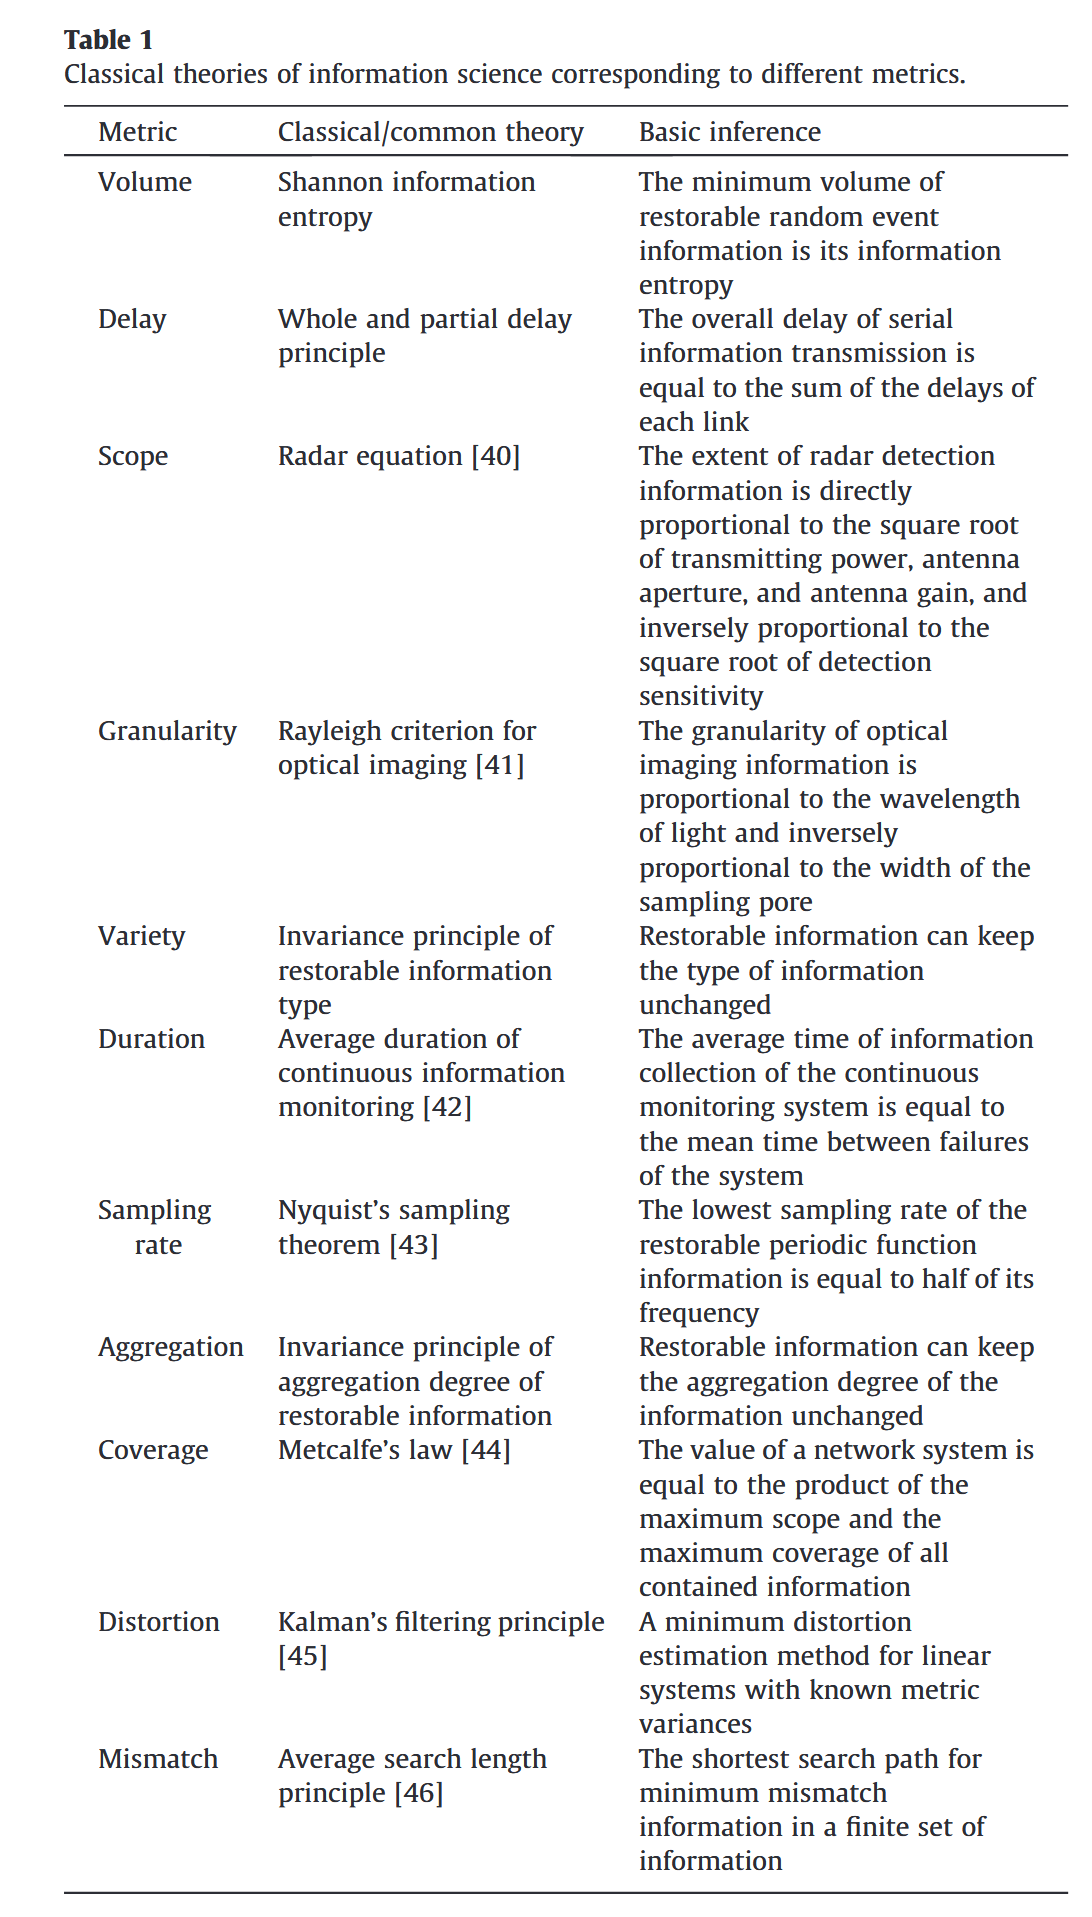 Table 1
Classical theories of information science corresponding to different metrics.
Metric Classical/common theory Basic inference
Volume Shannon information The minimum volume of
entropy restorable random event
information is its information
entropy
Delay Whole and partial delay The overall delay of serial
principle information transmission is
equal to the sum of the delays of
each link
Scope Radar equation [40] The extent of radar detection
information is directly
proportional to the square root
of transmitting power, antenna
aperture, and antenna gain, and
inversely proportional to the
square root of detection
sensitivity
Granularity Rayleigh criterion for The granularity of optical
optical imaging [41] imaging information is
proportional to the wavelength
of light and inversely
proportional to the width of the
sampling pore
Variety Invariance principle of Restorable information can keep
restorable information the type of information
type unchanged
Duration Average duration of The average time of information
continuous information collection of the continuous
monitoring [42] monitoring system is equal to
the mean time between failures
of the system
Sampling Nyquist’s sampling The lowest sampling rate of the
rate theorem [43] restorable periodic function
information is equal to half of its
frequency
Aggregation Invariance principle of Restorable information can keep
aggregation degree of the aggregation degree of the
restorable information information unchanged
Coverage Metcalfe’s law [44] The value of a network system is
equal to the product of the
maximum scope and the
maximum coverage of all
contained information
Distortion Kalman’s filtering principle A minimum distortion
[45] estimation method for linear
systems with known metric
variances
Mismatch Average search length The shortest search path for
principle [46] minimum mismatch
information in a finite set of
information